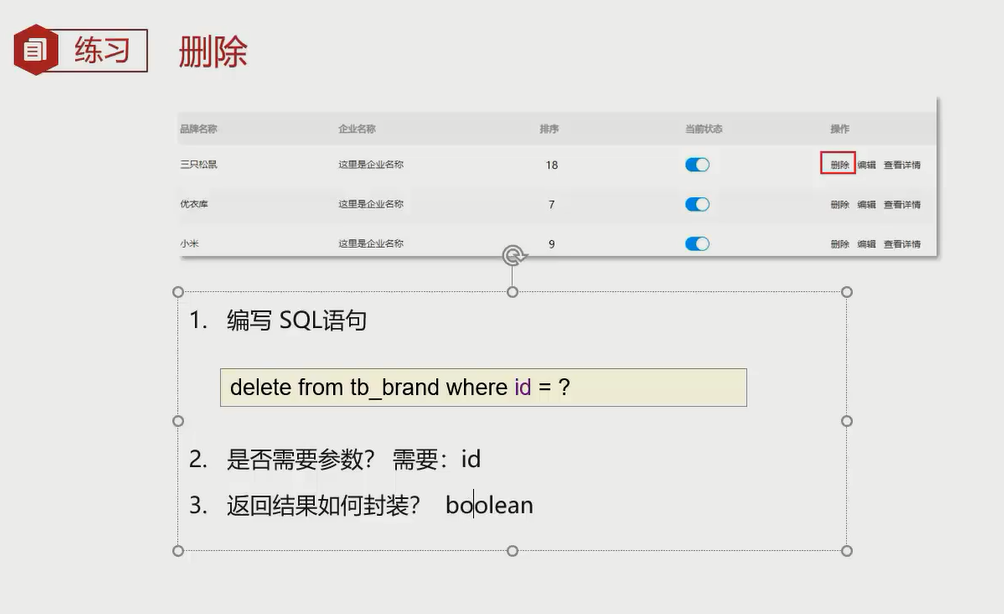 练习 删除
品牌名称 企业名称 排序 当前状态 操作
三只松鼠 这里是企业名称 18 删除 编辑 查看详情
优衣库 这里是企业名称 7 删除 编辑 查看详情
小米 这里是企业名称 9 删除 编辑 查看详情
1. 编写 SQL语句
delete from tb_brand where id = ?
2. 是否需要参数? 需要:id
3. 返回结果如何封装? boolean